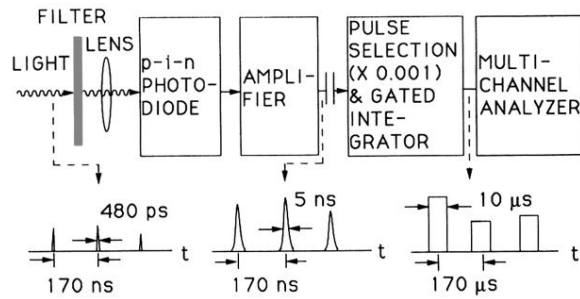 FILTER
LENS
LIGHT
p-i-n
PHOTO-
DIODE
AMPLI-
FIER
PULSE
SELECTION
(X 0.001)
& GATED
INTE-
GRATOR
MULTI-
CHANNEL
ANALYZER
480 ps
t
170 ns
5 ns
t
170 ns
10 µs
t
170 µs